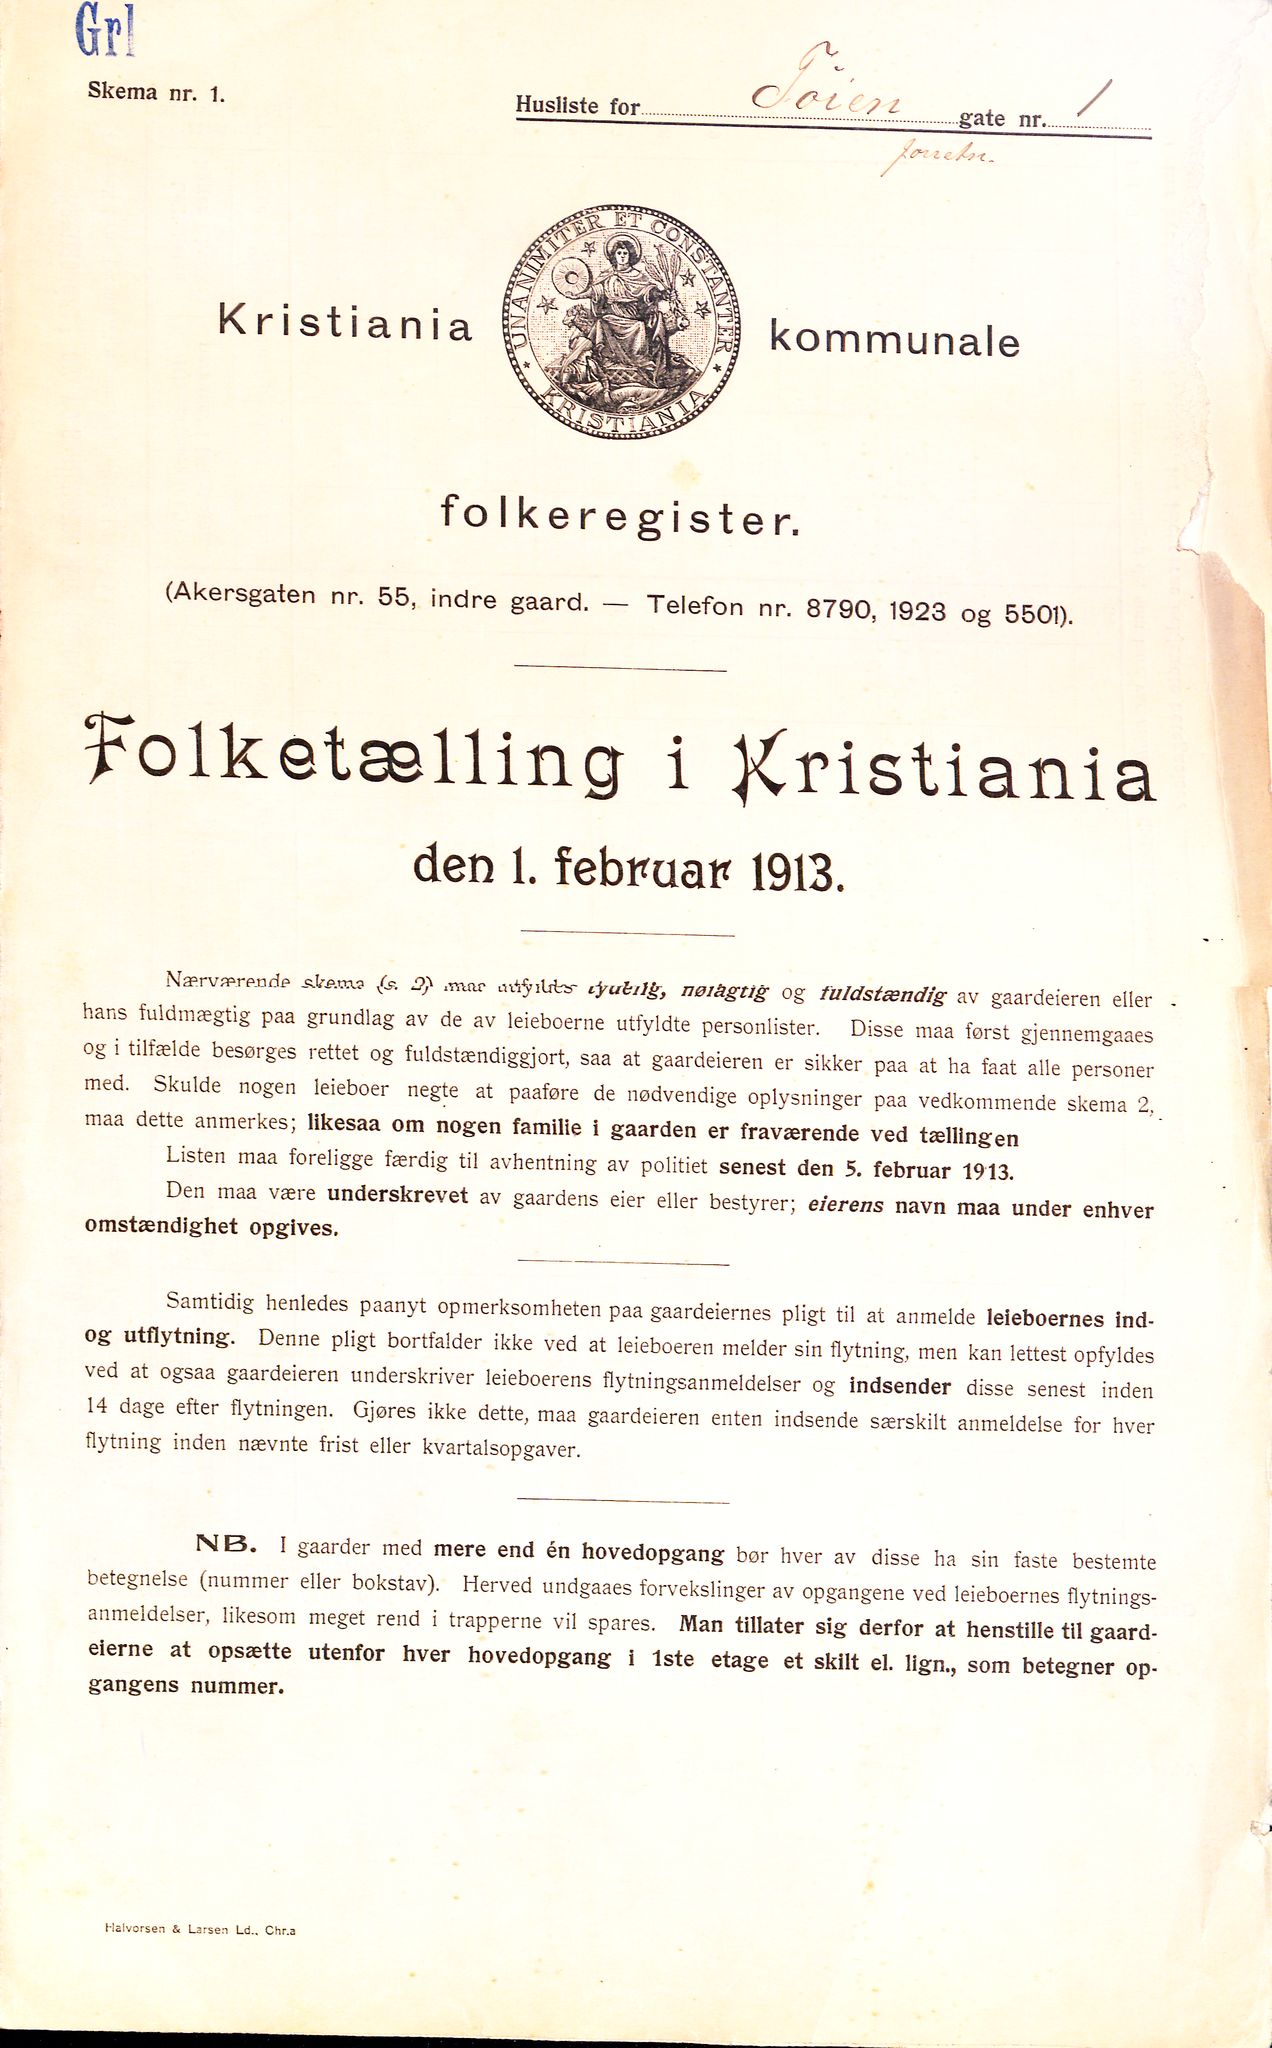 Grl
Skema nr. 1.
Husliste for Töien gate nr. 1
UNANIMITER ET CONSTANTER
KRISTIANIA
Kristiania kommunale
folkeregister.
(Akersgaten nr. 55, indre gaard. — Telefon nr. 8790, 1923 og 5501).
Folketælling i Kristiania
den 1. februar 1913.
Nærværende skema (s. 2) maa utfyldes tydelig, nøiagtig og fuldstændig av gaardeieren eller
hans fuldmægtig paa grundlag av de av leieboerne utfyldte personlister. Disse maa først gjennemgaaes
og i tilfælde besørges rettet og fuldstændiggjort, saa at gaardeieren er sikker paa at ha faat alle personer
med. Skulde nogen leieboer negte at paaføre de nødvendige oplysninger paa vedkommende skema 2,
maa dette anmerkes; likesaa om nogen familie i gaarden er fraværende ved tællingen
Listen maa foreligge færdig til avhentning av politiet senest den 5. februar 1913.
Den maa være underskrevet av gaardens eier eller bestyrer; eierens navn maa under enhver
omstændighet opgives.
Samtidig henledes paanyt opmerksomheten paa gaardeiernes pligt til at anmelde leieboernes ind-
og utflytning. Denne pligt bortfalder ikke ved at leieboeren melder sin flytning, men kan lettest opfyldes
ved at ogsaa gaardeieren underskriver leieboerens flytningsanmeldelser og indsender disse senest inden
14 dage efter flytningen. Gjøres ikke dette, maa gaardeieren enten indsende særskilt anmeldelse for hver
flytning inden nævnte frist eller kvartalsopgaver.
NB. I gaarder med mere end én hovedopgang bør hver av disse ha sin faste bestemte
betegnelse (nummer eller bokstav). Herved undgaaes forvekslinger av opgangene ved leieboernes flytnings-
anmeldelser, likesom meget rend i trapperne vil spares. Man tillater sig derfor at henstille til gaard-
eierne at opsætte utenfor hver hovedopgang i 1ste etage et skilt el. lign., som betegner op-
gangens nummer.
Halvorsen & Larsen Ld., Chr.a